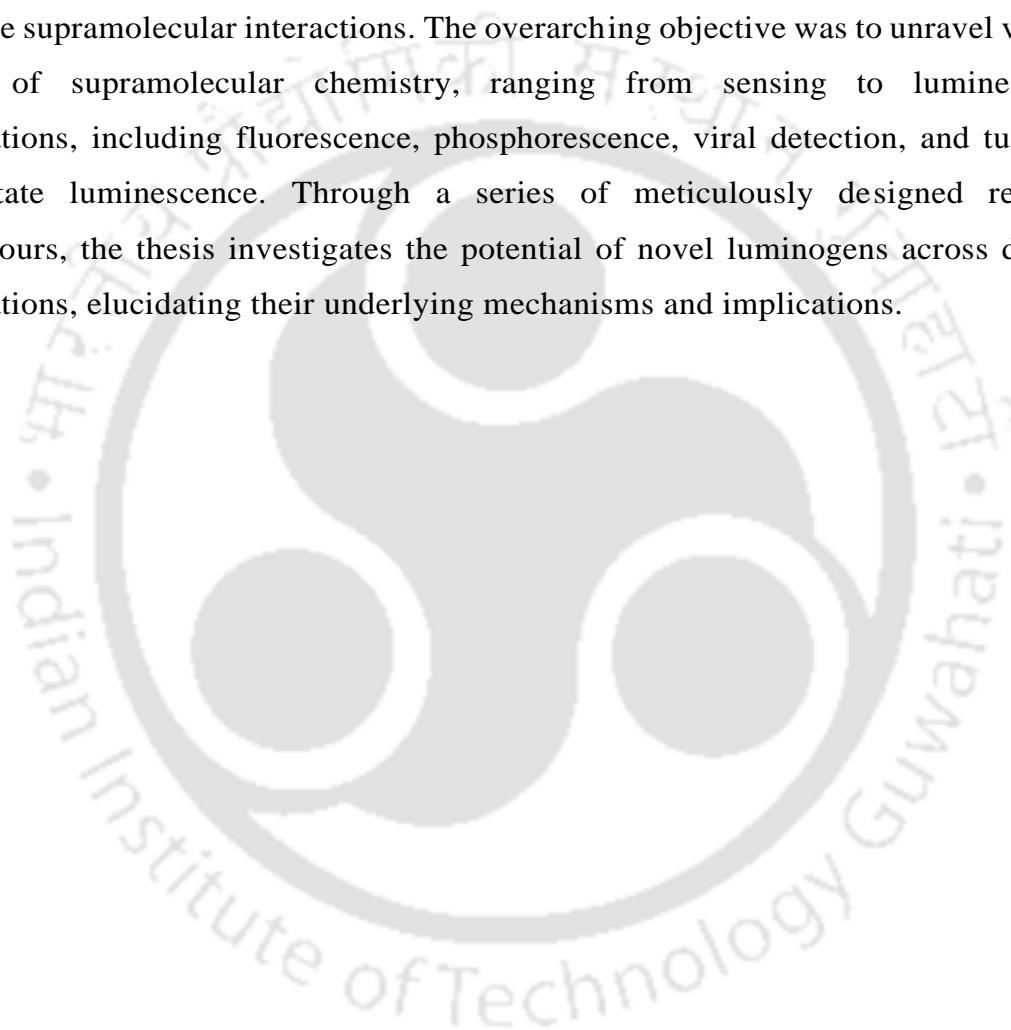 e supramolecular interactions. The overarching objective was to unravel v
of supramolecular chemistry, ranging from sensing to lumine
ations, including fluorescence, phosphorescence, viral detection, and tu
tate luminescence. Through a series of meticulously designed re
ours, the thesis investigates the potential of novel luminogens across d
ations, elucidating their underlying mechanisms and implications.
Indian Institute of Technology Guwahati